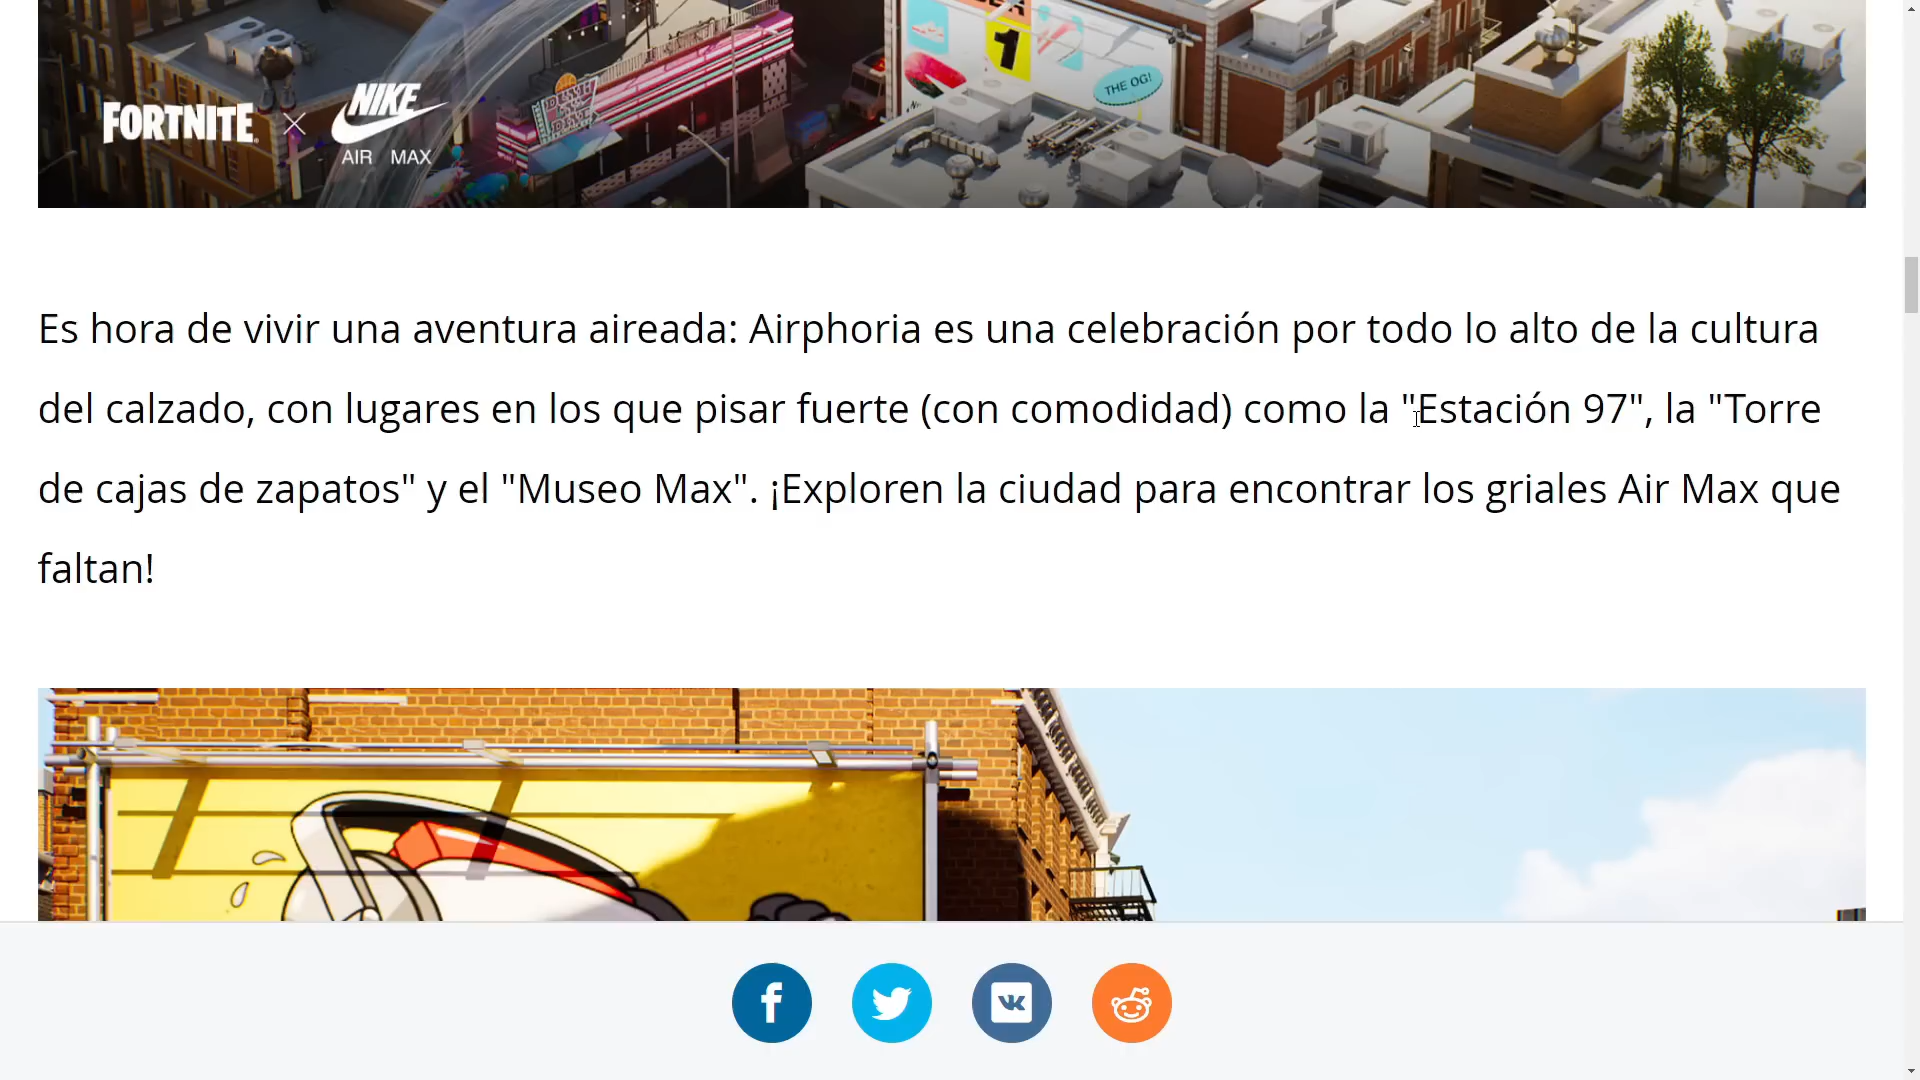 1
THE OG!
FORTNITE
NIKE
AIR MAX
Es hora de vivir una aventura aireada: Airphoria es una celebración por todo lo alto de la cultura
del calzado, con lugares en los que pisar fuerte (con comodidad) como la "Estación 97", la "Torre
de cajas de zapatos" y el "Museo Max". ¡Exploren la ciudad para encontrar los griales Air Max que
faltan!